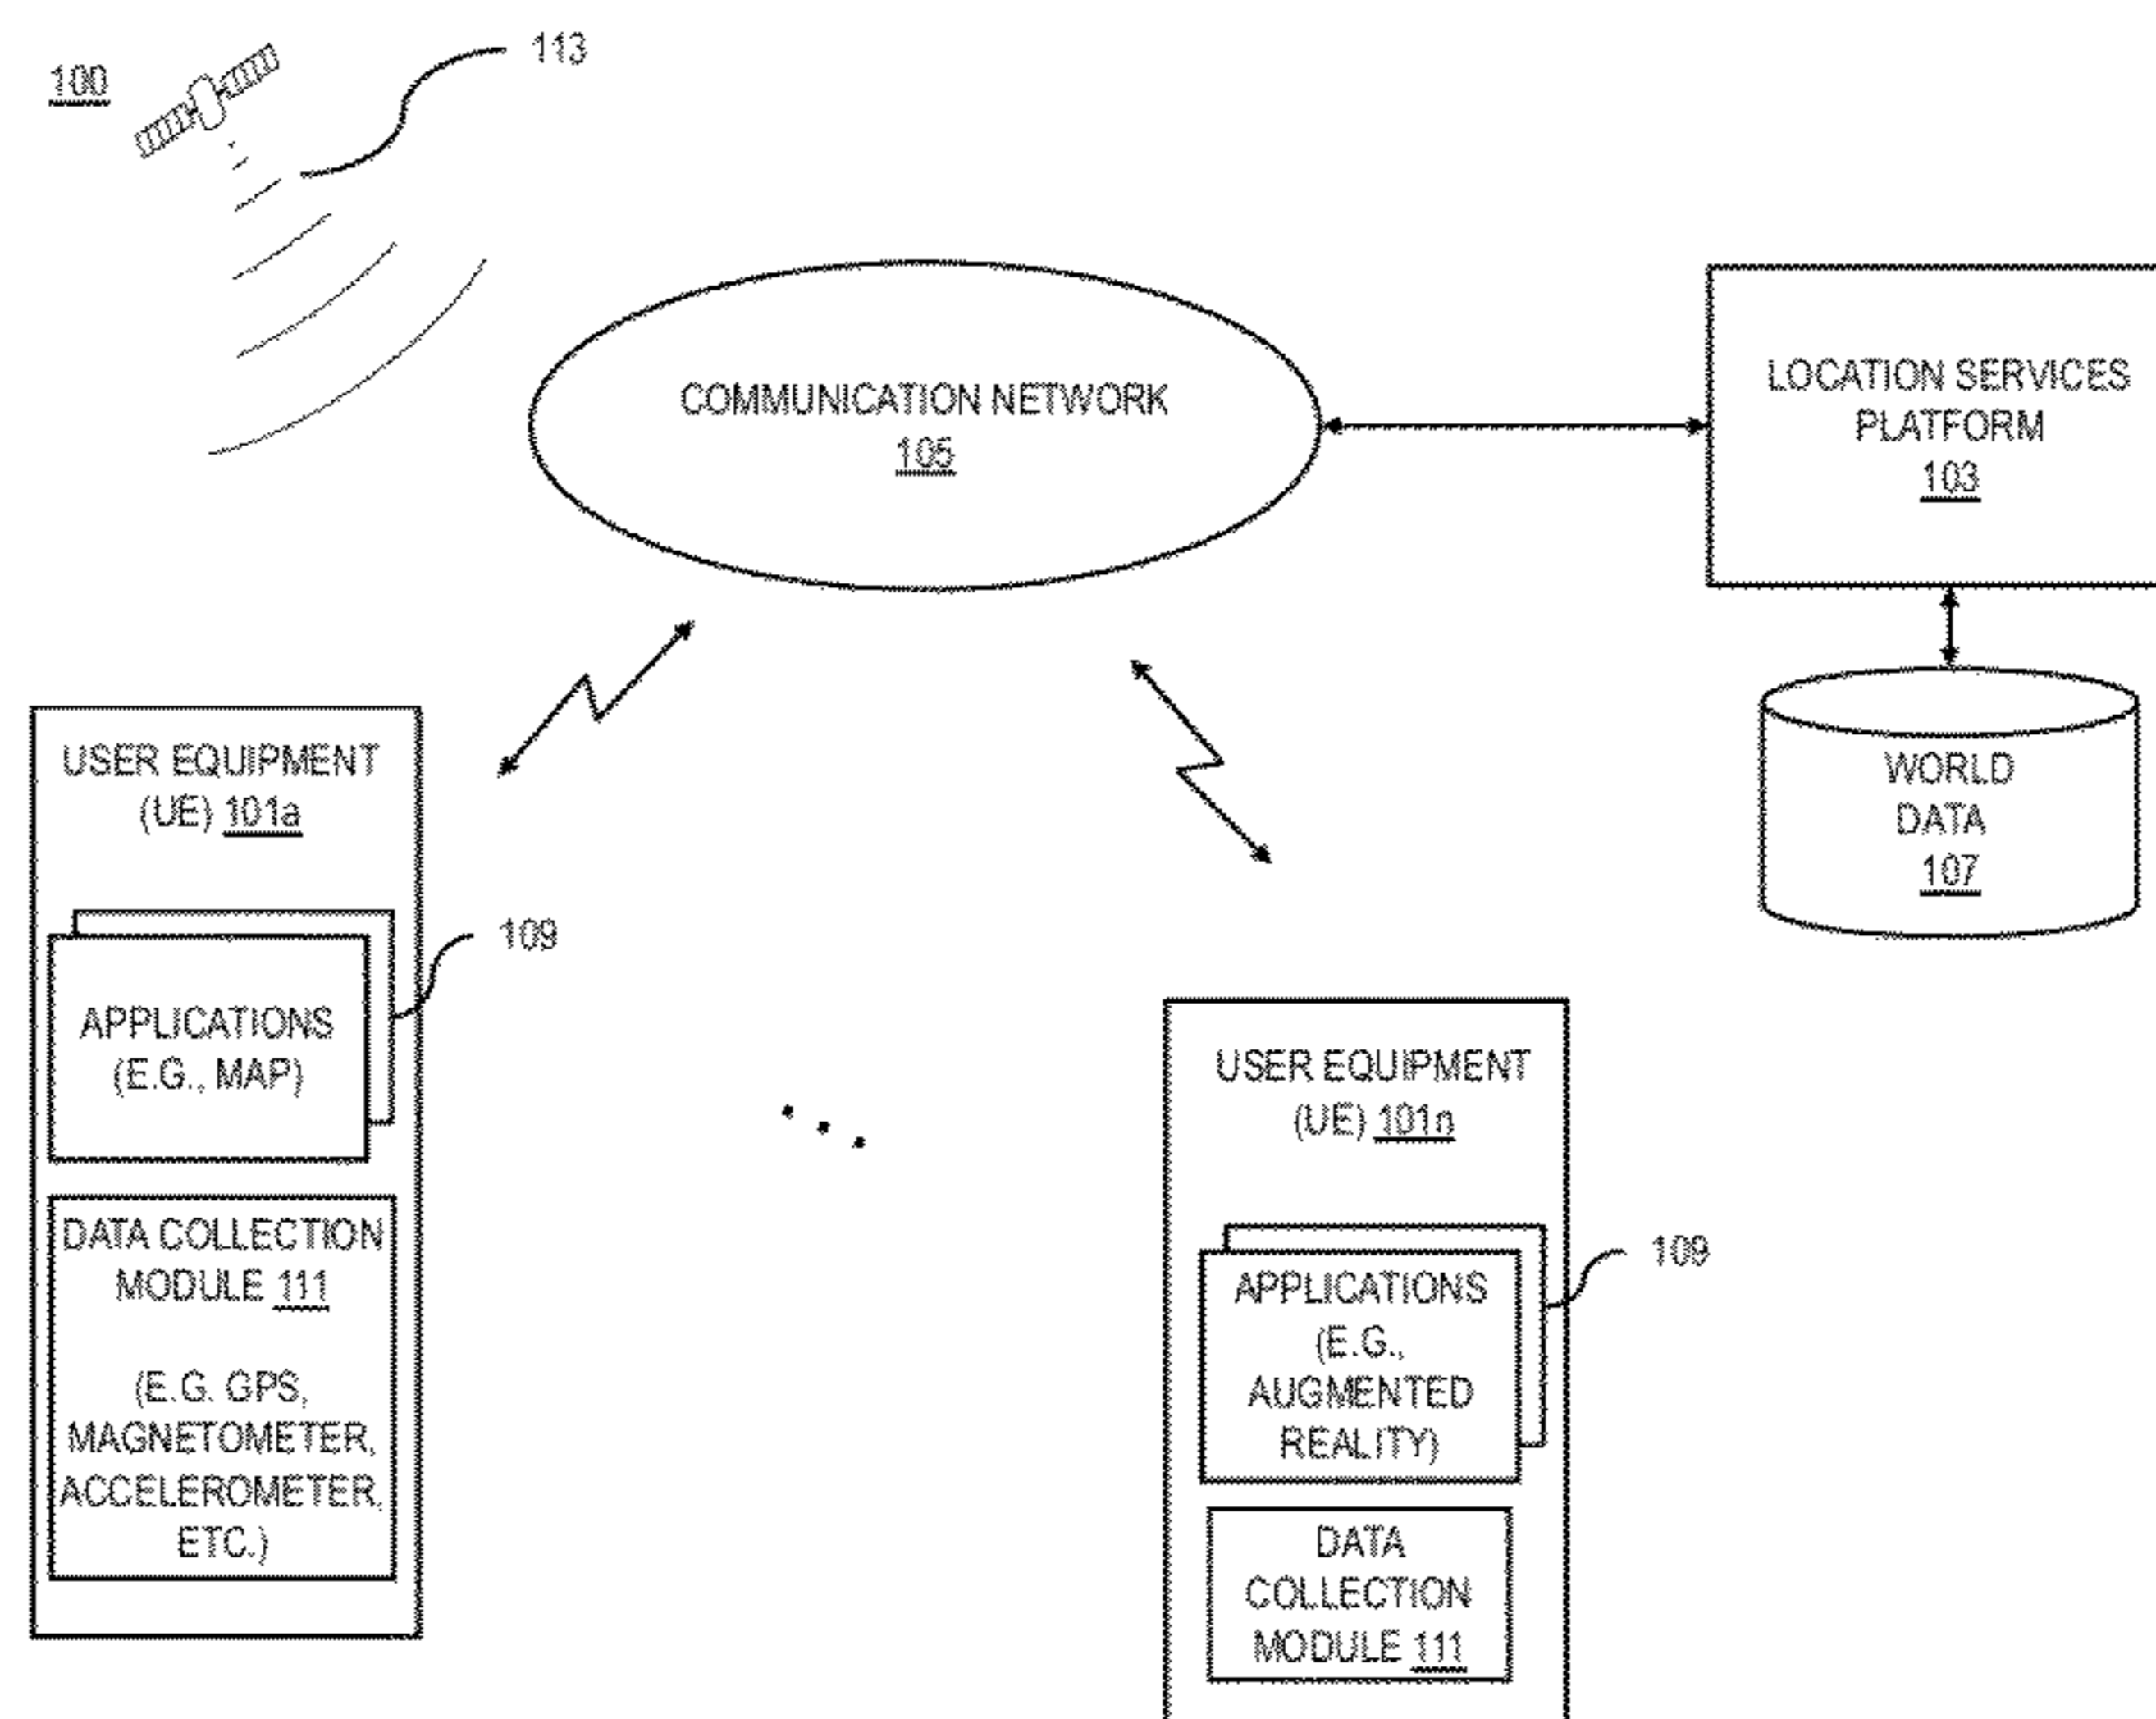 100
113
COMMUNICATION NETWORK
105
LOCATION SERVICES
PLATFORM
103
WORLD
DATA
107
USER EQUIPMENT
(UE) 101a
109
APPLICATIONS
(E.G., MAP)
DATA COLLECTION
MODULE 111
(E.G. GPS,
MAGNETOMETER,
ACCELEROMETER,
ETC.)
USER EQUIPMENT
(UE) 101n
109
APPLICATIONS
(E.G.,
AUGMENTED
REALITY)
DATA
COLLECTION
MODULE 111